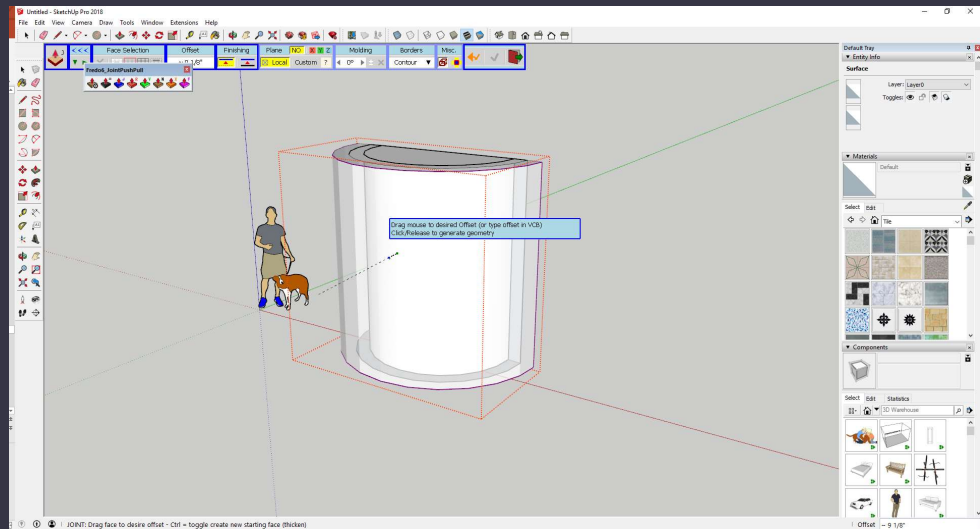 Untitled - SketchUp Pro 2018
File Edit View Camera Draw Tools Window Extensions Help
3
<<< Face Selection Offset Finishing Plane NO X Y Z Molding Borders Misc.
~ 9 1/8" Local Custom ? 0° Contour
Fredo6_JointPushPull
Drag mouse to desired Offset (or type offset in VCB)
Click/Release to generate geometry
Default Tray
Entity Info
Surface
Layer: Layer0
Toggles:
Materials
Default
Select Edit
Tile
Components
Select Edit Statistics
3D Warehouse
JOINT: Drag face to desire offset - Ctrl = toggle create new starting face (thicken)
Offset ~ 9 1/8"